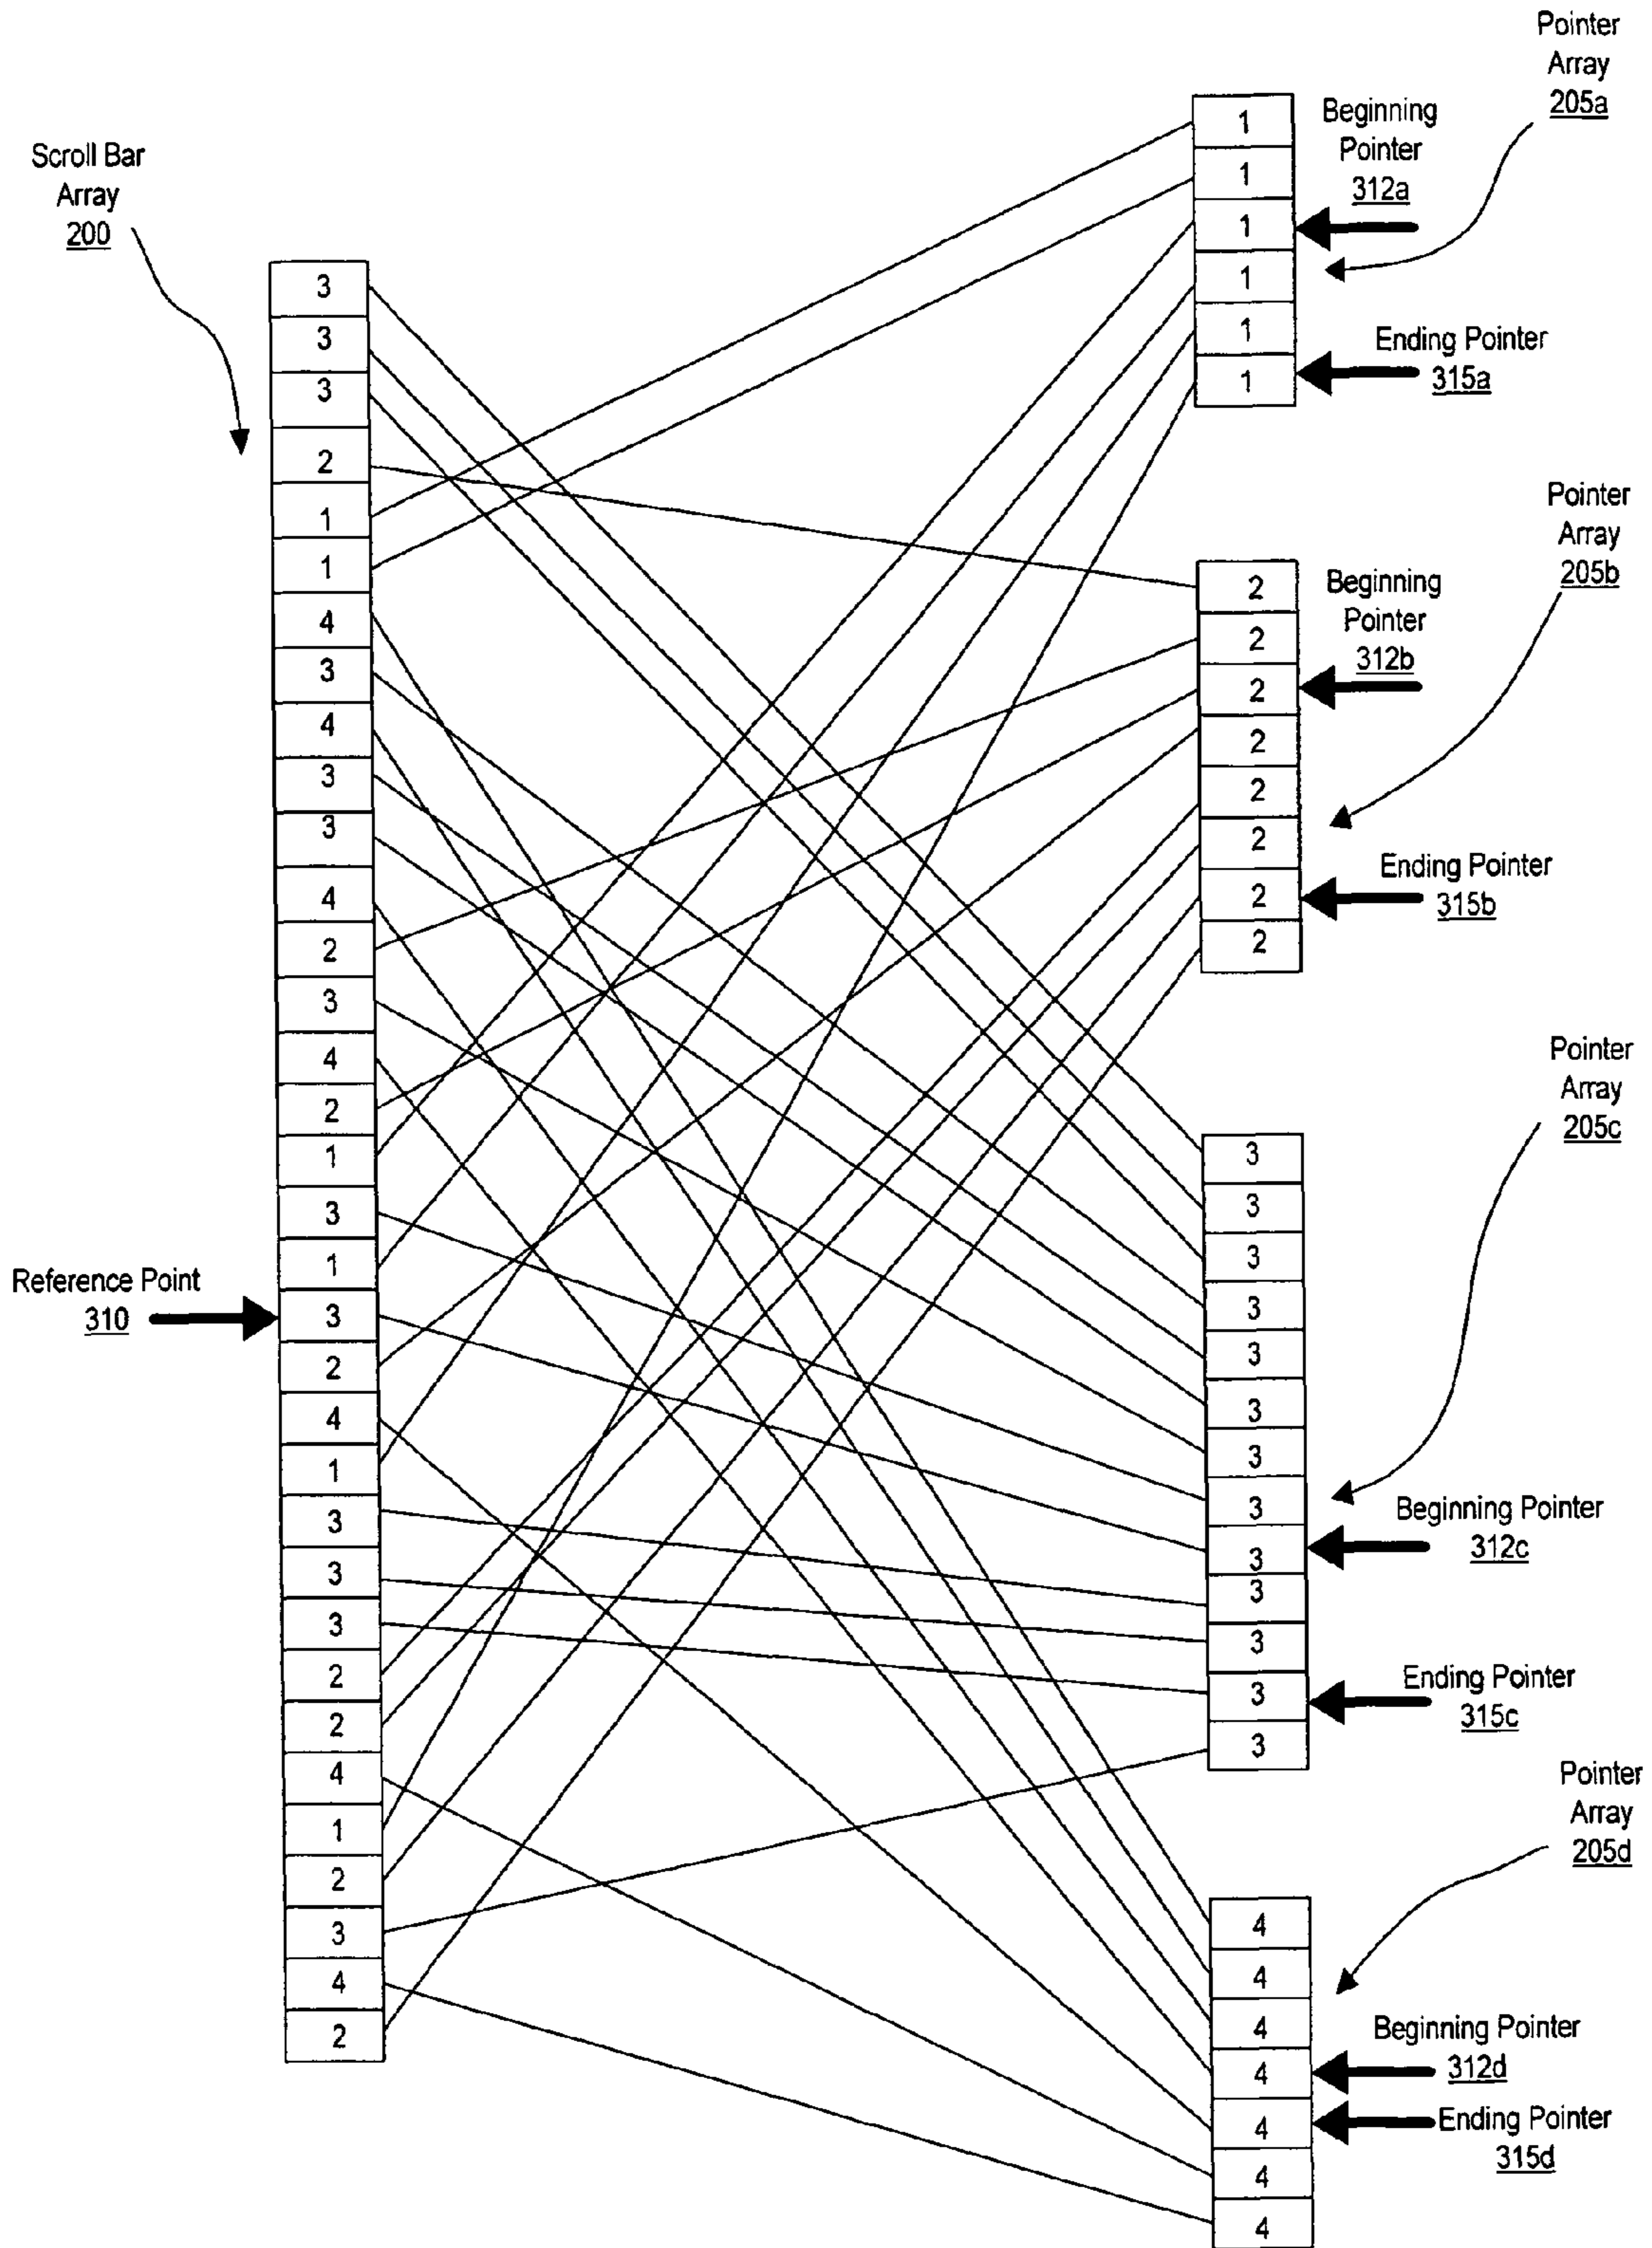 Scroll Bar
Array
200
3
3
3
2
1
1
4
3
4
3
3
4
2
3
4
2
1
3
1
3
2
4
1
3
3
3
2
2
4
1
2
3
4
2
Reference Point
310
Pointer
Array
205a
1
1
1
1
1
1
Beginning
Pointer
312a
Ending Pointer
315a
Pointer
Array
205b
2
2
2
2
2
2
2
2
Beginning
Pointer
312b
Ending Pointer
315b
Pointer
Array
205c
3
3
3
3
3
3
3
3
3
3
3
3
3
Beginning Pointer
312c
Ending Pointer
315c
Pointer
Array
205d
4
4
4
4
4
4
4
Beginning Pointer
312d
Ending Pointer
315d